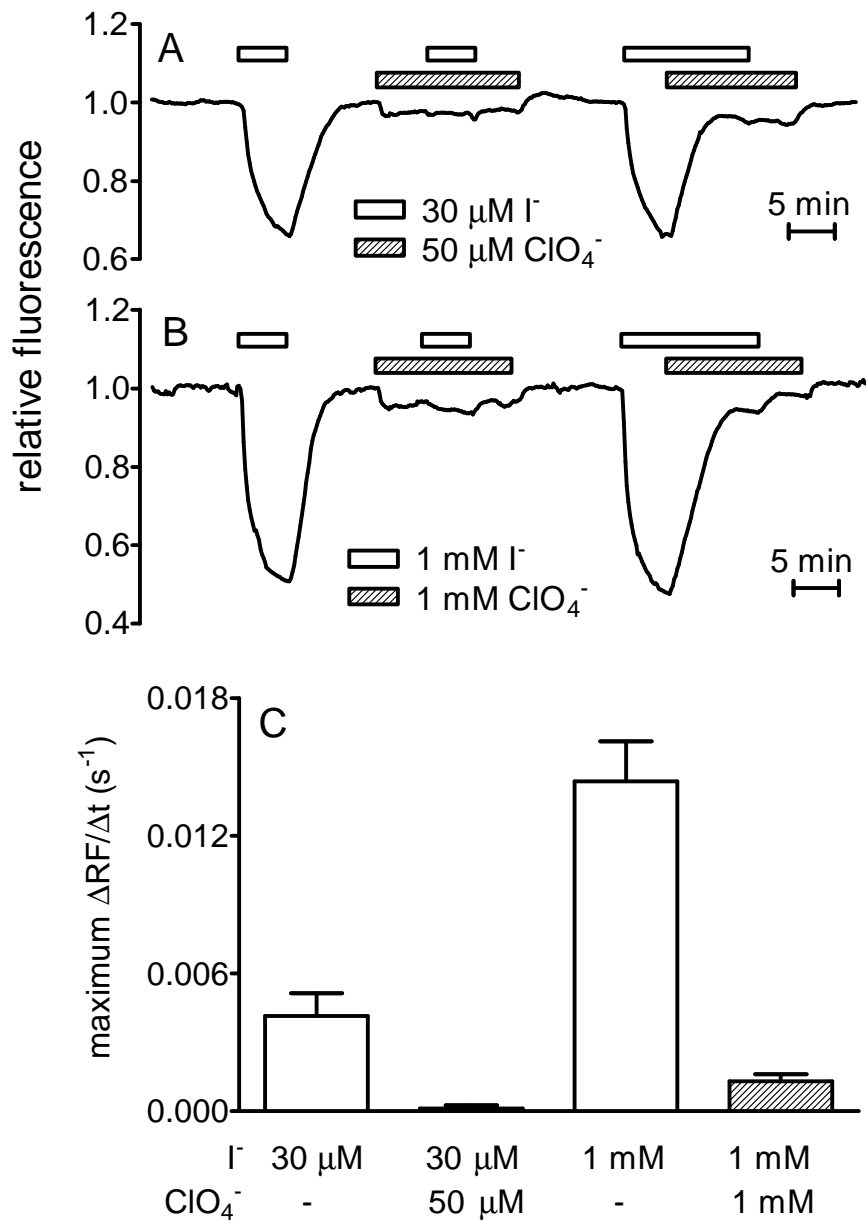 relative fluorescence
1.2
1.0
0.8
0.6
A
30 μM I⁻
50 μM ClO₄⁻
5 min
1.2
1.0
0.8
0.6
0.4
B
1 mM I⁻
1 mM ClO₄⁻
5 min
maximum ΔRF/Δt (s⁻¹)
0.018
0.012
0.006
0.000
C
I⁻ 30 μM 30 μM 1 mM 1 mM
ClO₄⁻ - 50 μM - 1 mM